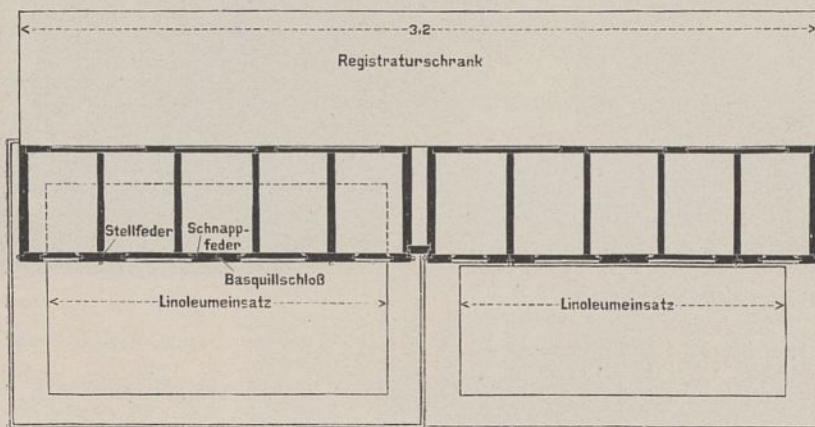 3,2
Registraturschrank
Stellfeder
Schnapp-
feder
Basquillschloß
Linoleumeinsatz
Linoleumeinsatz